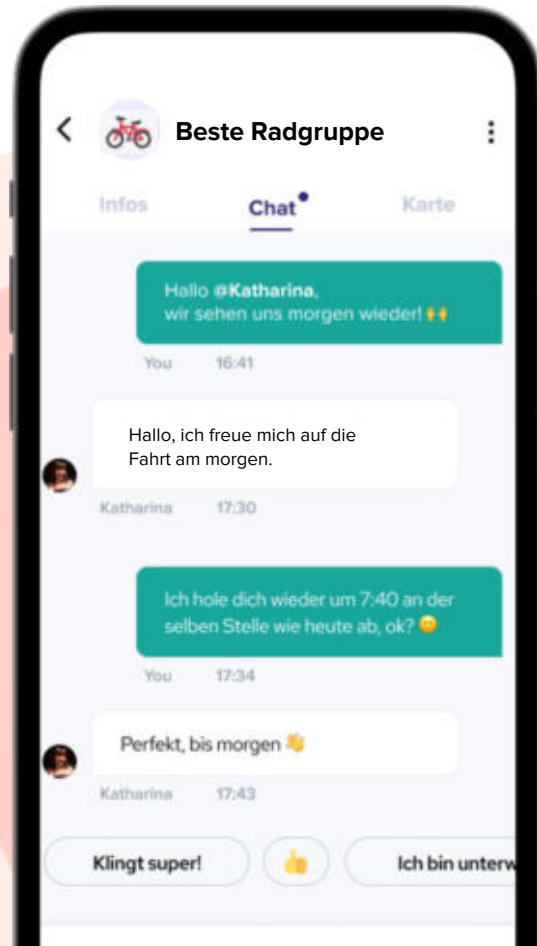 Beste Radgruppe
Infos Chat Karte
Hallo @Katharina,
wir sehen uns morgen wieder! 🙌
You 16:41
Hallo, ich freue mich auf die
Fahrt am morgen.
Katharina 17:30
Ich hole dich wieder um 7:40 an der
selben Stelle wie heute ab, ok? 😊
You 17:34
Perfekt, bis morgen 👋
Katharina 17:43
Klingt super! 👍 Ich bin unterw